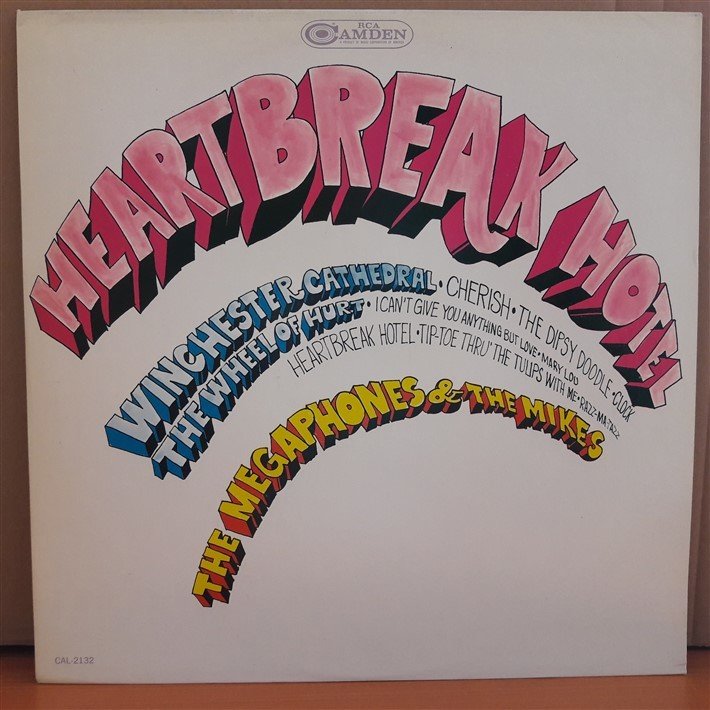 RCA
CAMDEN
HEARTBREAK HOTEL
WINCHESTER CATHEDRAL • CHERISH • THE DIPSY DOODLE • CLOCK
THE WHEEL OF HURT • I CAN'T GIVE YOU ANYTHING BUT LOVE • MARY LOU
HEARTBREAK HOTEL • TIP-TOE THRU' THE TULIPS WITH ME • RAZZ-MA-TAZZ
THE MEGAPHONES & THE MIKES
CAL-2132